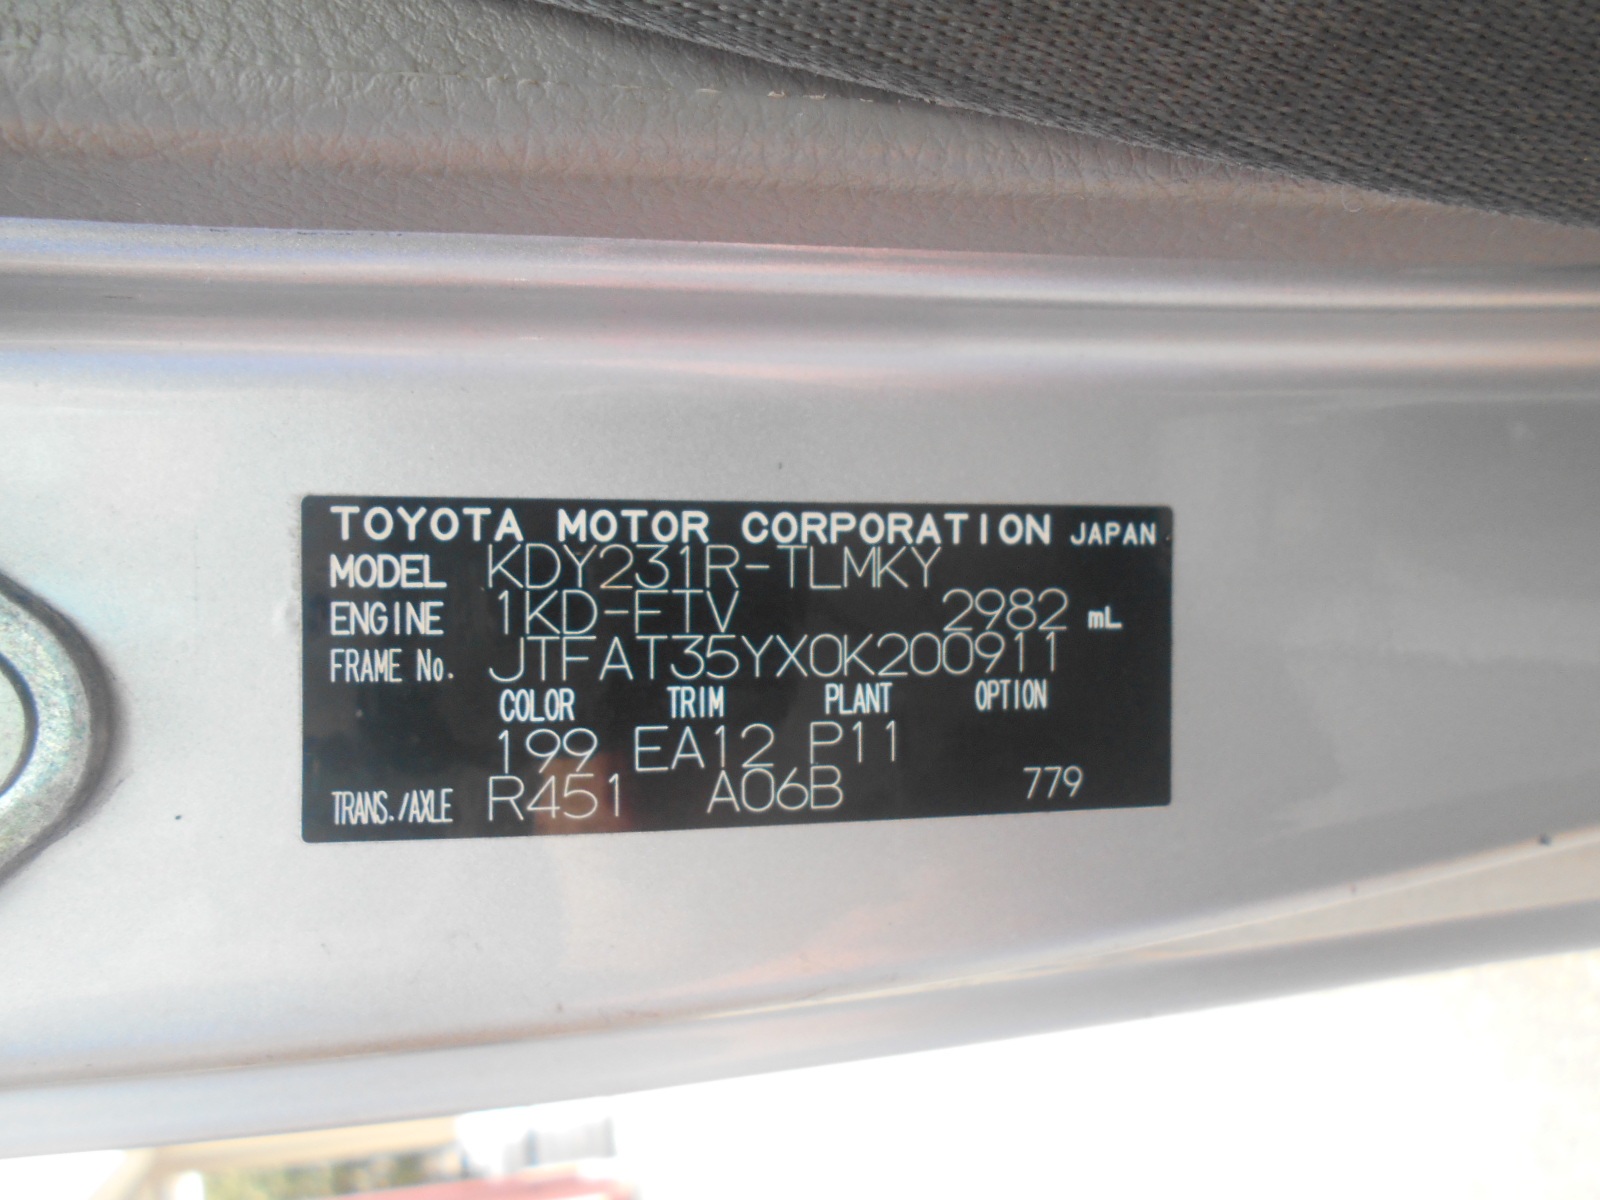 TOYOTA MOTOR CORPORATION JAPAN
MODEL KDY231R-TLMKY
ENGINE 1KD-FTV 2982 mL
FRAME No. JTFAT35YX0K200911
COLOR TRIM PLANT OPTION
199 EA12 P11
TRANS./AXLE R451 A06B 779